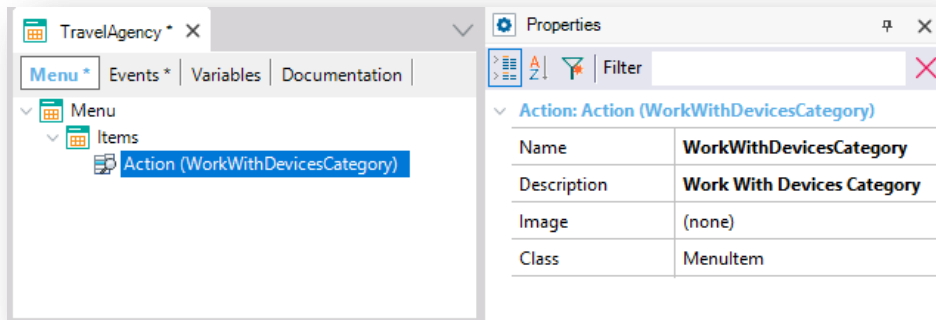 TravelAgency *
Menu * Events * Variables Documentation
Menu
Items
Action (WorkWithDevicesCategory)
Properties
Filter
Action: Action (WorkWithDevicesCategory)
Name WorkWithDevicesCategory
Description Work With Devices Category
Image (none)
Class MenuItem